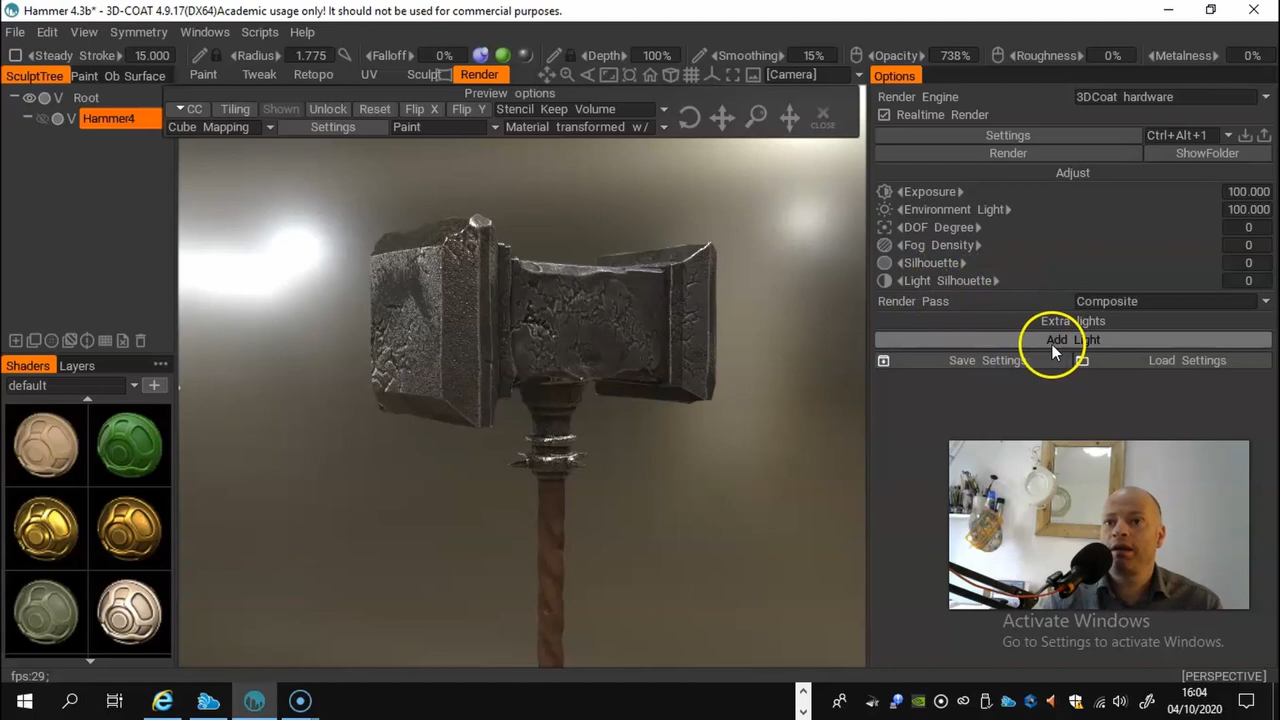 Hammer 4.3b* - 3D-COAT 4.9.17(DX64)Academic usage only! It should not be used for commercial purposes.
File Edit View Symmetry Windows Scripts Help
Steady Stroke 15.000 Radius 1.775 Falloff 0% Depth 100% Smoothing 15% Opacity 738% Roughness 0% Metalness 0%
SculptTree Paint Ob Surface Paint Tweak Retopo UV Sculpt Render [Camera] Options
Preview options
CC Tiling Shown Unlock Reset Flip X Flip Y Stencil Keep Volume
Cube Mapping Settings Paint Material transformed w/ CLOSE
Root
Hammer4
Render Engine 3DCoat hardware
Realtime Render
Settings Ctrl+Alt+1
Render ShowFolder
Adjust
Exposure 100.000
Environment Light 100.000
DOF Degree 0
Fog Density 0
Silhouette 0
Light Silhouette 0
Render Pass Composite
Extra lights
Add Light
Save Settings Load Settings
Shaders Layers
default
Activate Windows
Go to Settings to activate Windows.
fps:29; [PERSPECTIVE]
16:04
04/10/2020